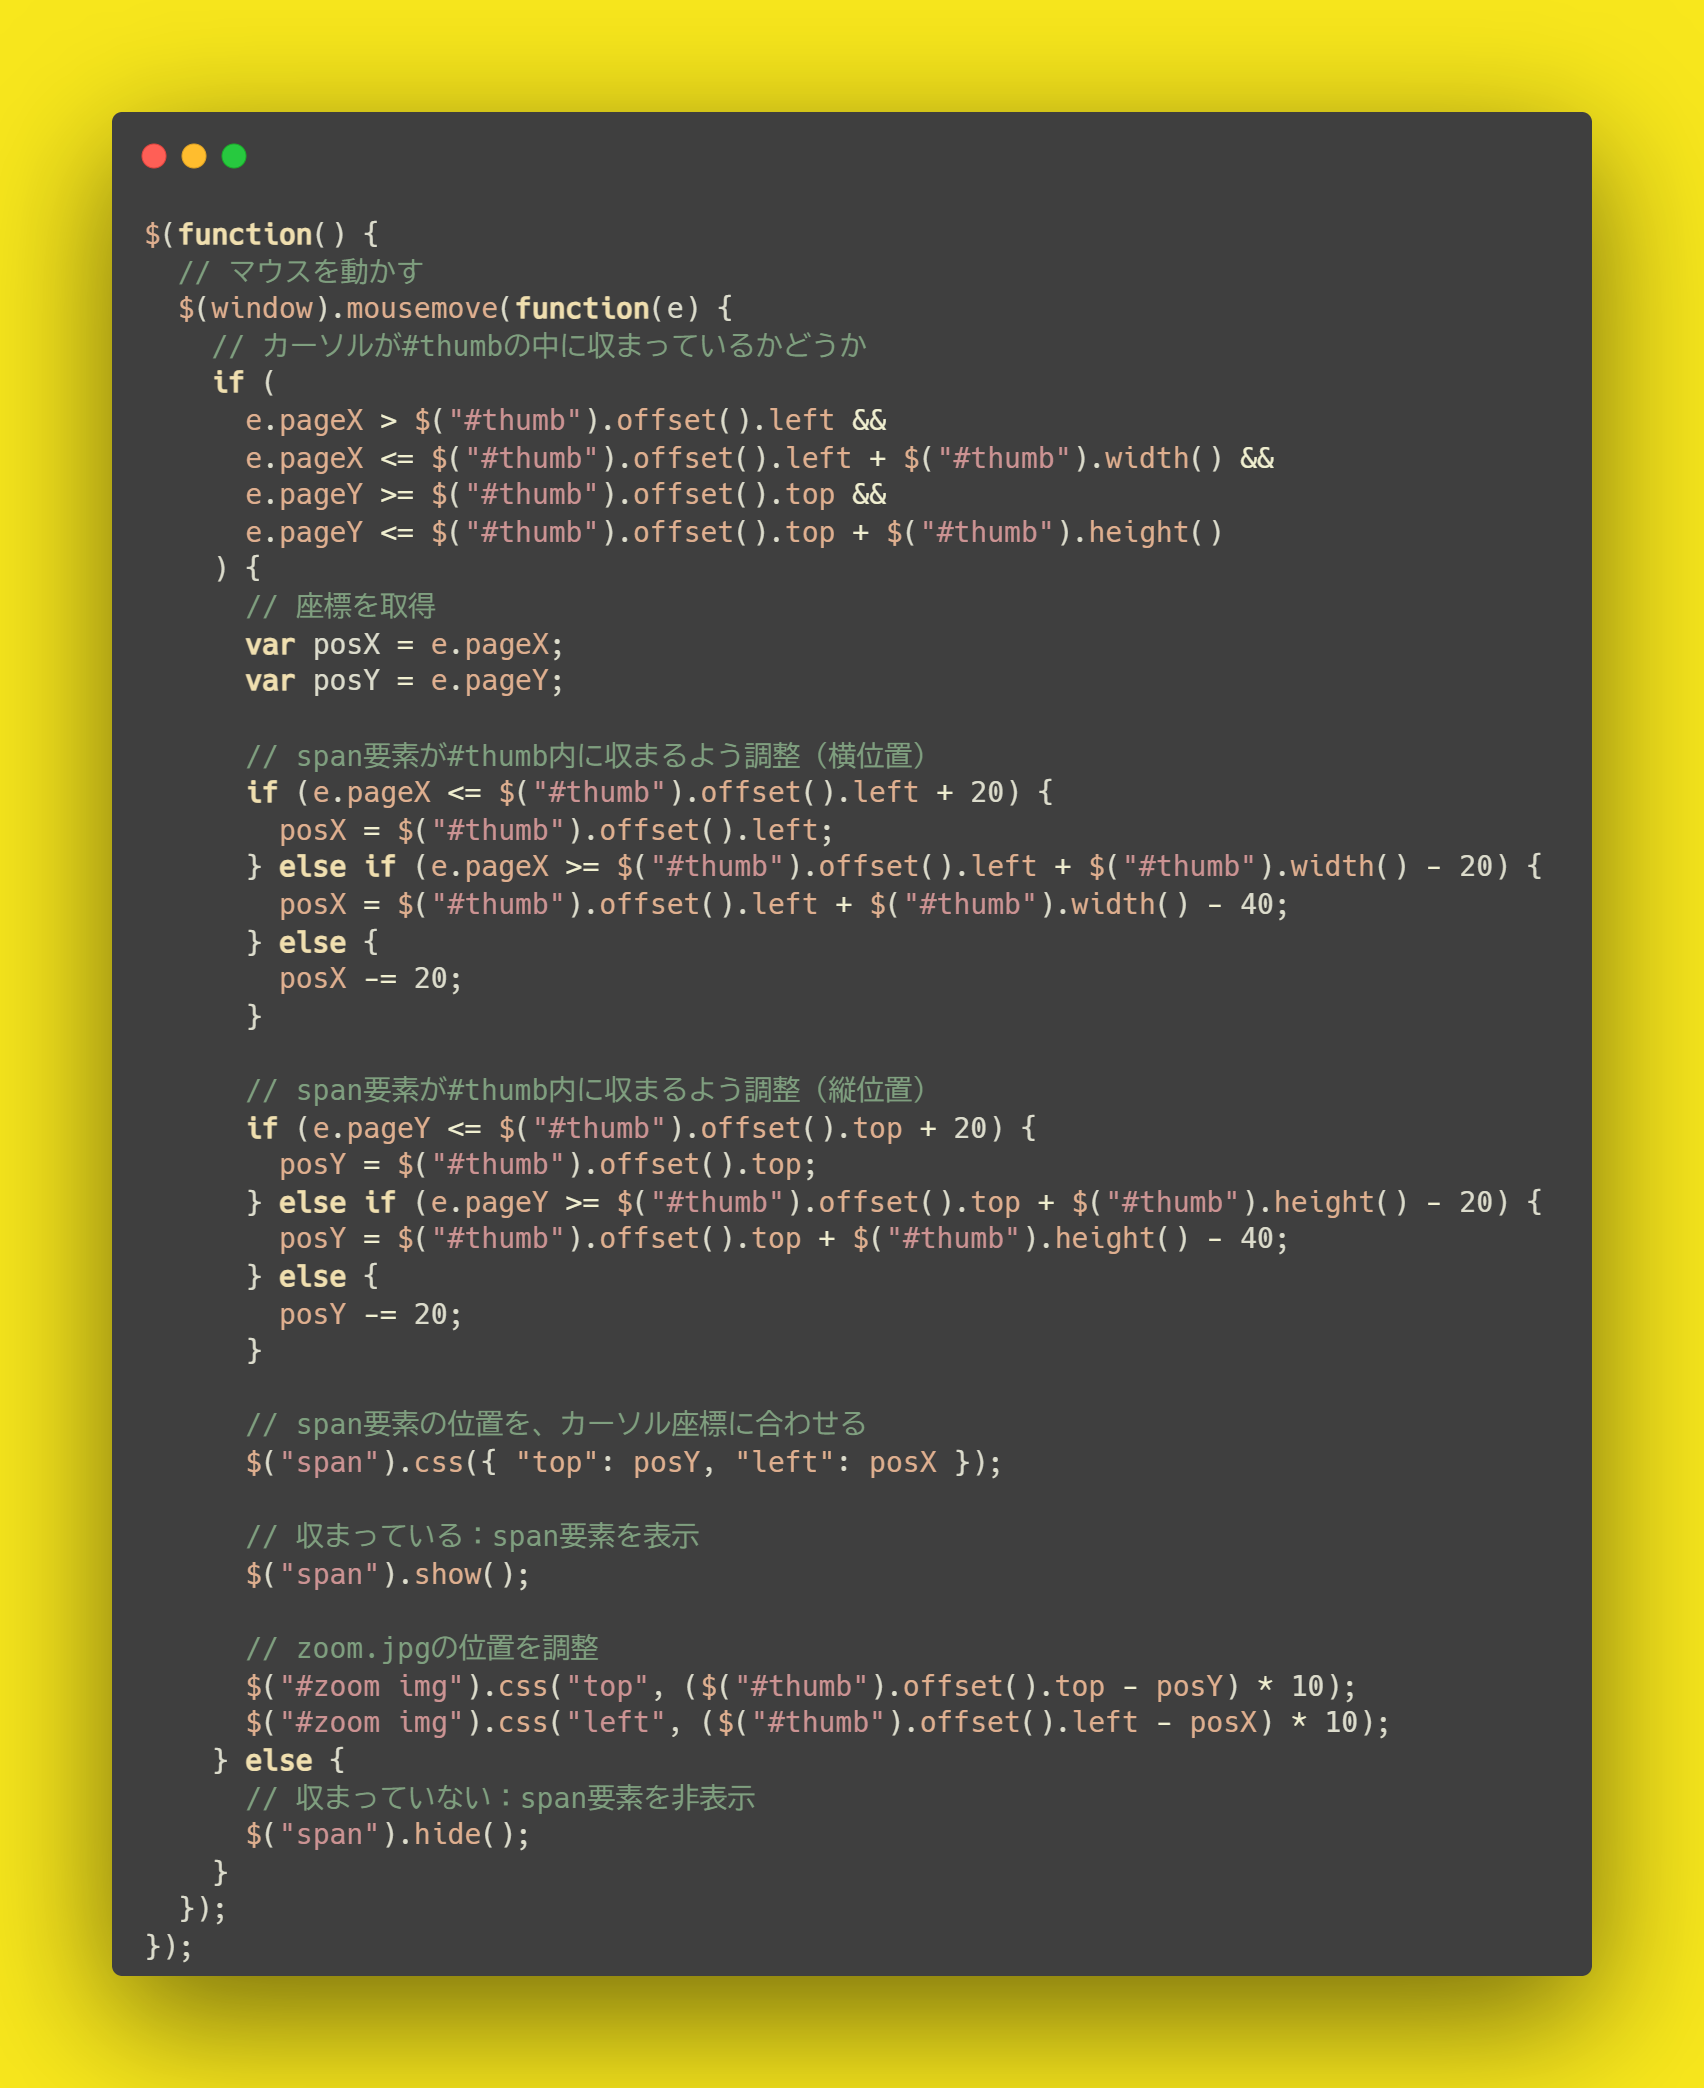 $(function() {
  // マウスを動かす
  $(window).mousemove(function(e) {
    // カーソルが#thumbの中に収まっているかどうか
    if (
      e.pageX > $("#thumb").offset().left &&
      e.pageX <= $("#thumb").offset().left + $("#thumb").width() &&
      e.pageY >= $("#thumb").offset().top &&
      e.pageY <= $("#thumb").offset().top + $("#thumb").height()
    ) {
      // 座標を取得
      var posX = e.pageX;
      var posY = e.pageY;

      // span要素が#thumb内に収まるよう調整（横位置）
      if (e.pageX <= $("#thumb").offset().left + 20) {
        posX = $("#thumb").offset().left;
      } else if (e.pageX >= $("#thumb").offset().left + $("#thumb").width() - 20) {
        posX = $("#thumb").offset().left + $("#thumb").width() - 40;
      } else {
        posX -= 20;
      }

      // span要素が#thumb内に収まるよう調整（縦位置）
      if (e.pageY <= $("#thumb").offset().top + 20) {
        posY = $("#thumb").offset().top;
      } else if (e.pageY >= $("#thumb").offset().top + $("#thumb").height() - 20) {
        posY = $("#thumb").offset().top + $("#thumb").height() - 40;
      } else {
        posY -= 20;
      }

      // span要素の位置を、カーソル座標に合わせる
      $("span").css({ "top": posY, "left": posX });

      // 収まっている：span要素を表示
      $("span").show();

      // zoom.jpgの位置を調整
      $("#zoom img").css("top", ($("#thumb").offset().top - posY) * 10);
      $("#zoom img").css("left", ($("#thumb").offset().left - posX) * 10);
    } else {
      // 収まっていない：span要素を非表示
      $("span").hide();
    }
  });
});